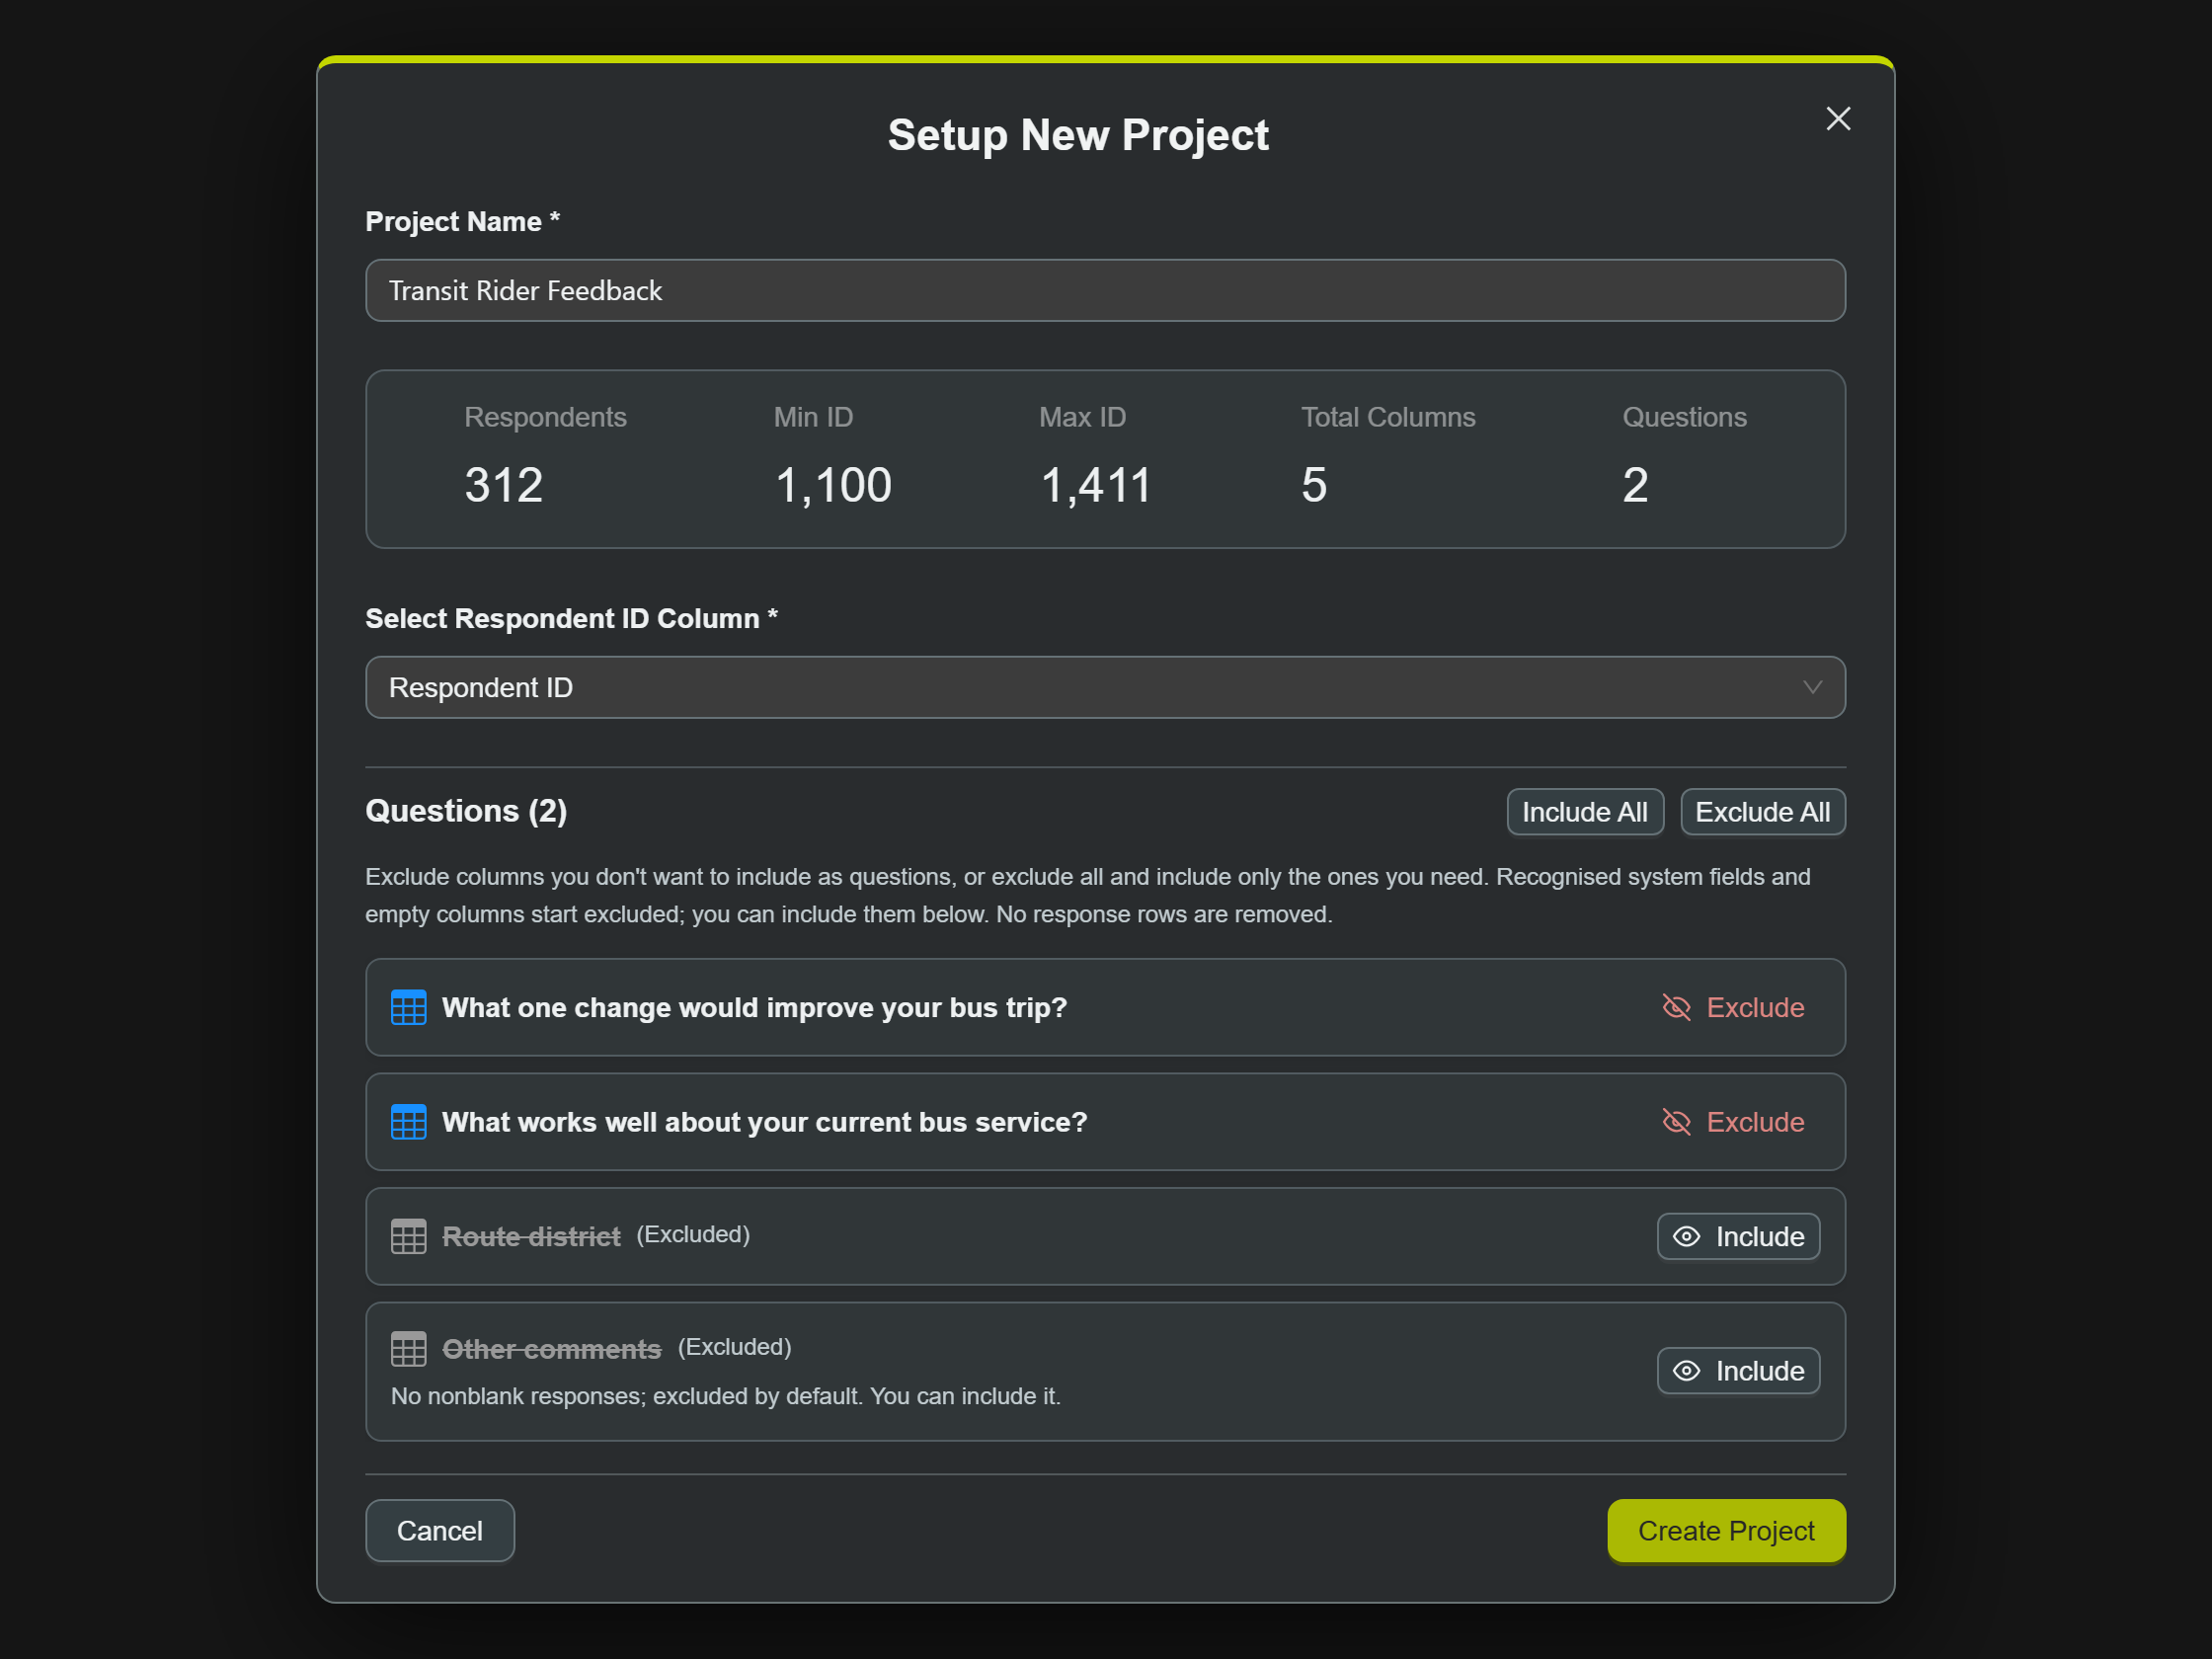 Setup New Project
Project Name *
Transit Rider Feedback
Respondents Min ID Max ID Total Columns Questions
312 1,100 1,411 5 2
Select Respondent ID Column *
Respondent ID
Questions (2) Include All Exclude All
Exclude columns you don't want to include as questions, or exclude all and include only the ones you need. Recognised system fields and
empty columns start excluded; you can include them below. No response rows are removed.
What one change would improve your bus trip? Exclude
What works well about your current bus service? Exclude
Route district (Excluded) Include
Other comments (Excluded)
Include
No nonblank responses; excluded by default. You can include it.
Cancel Create Project